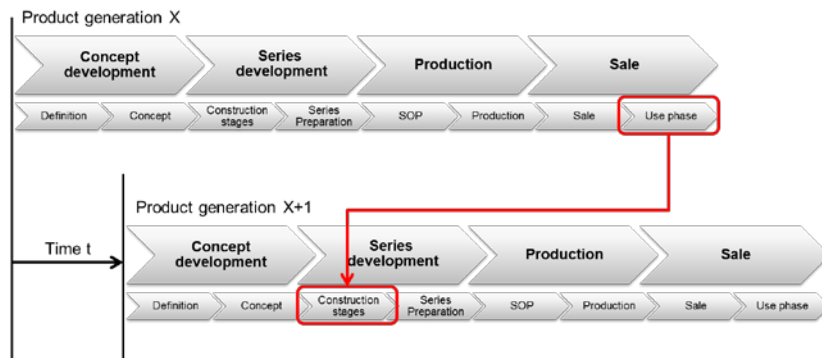 Product generation X
Concept
development
Series
development
Production
Sale
Definition
Concept
Construction
stages
Series
Preparation
SOP
Production
Sale
Use phase
Product generation X+1
Time t
Concept
development
Series
development
Production
Sale
Definition
Concept
Construction
stages
Series
Preparation
SOP
Production
Sale
Use phase